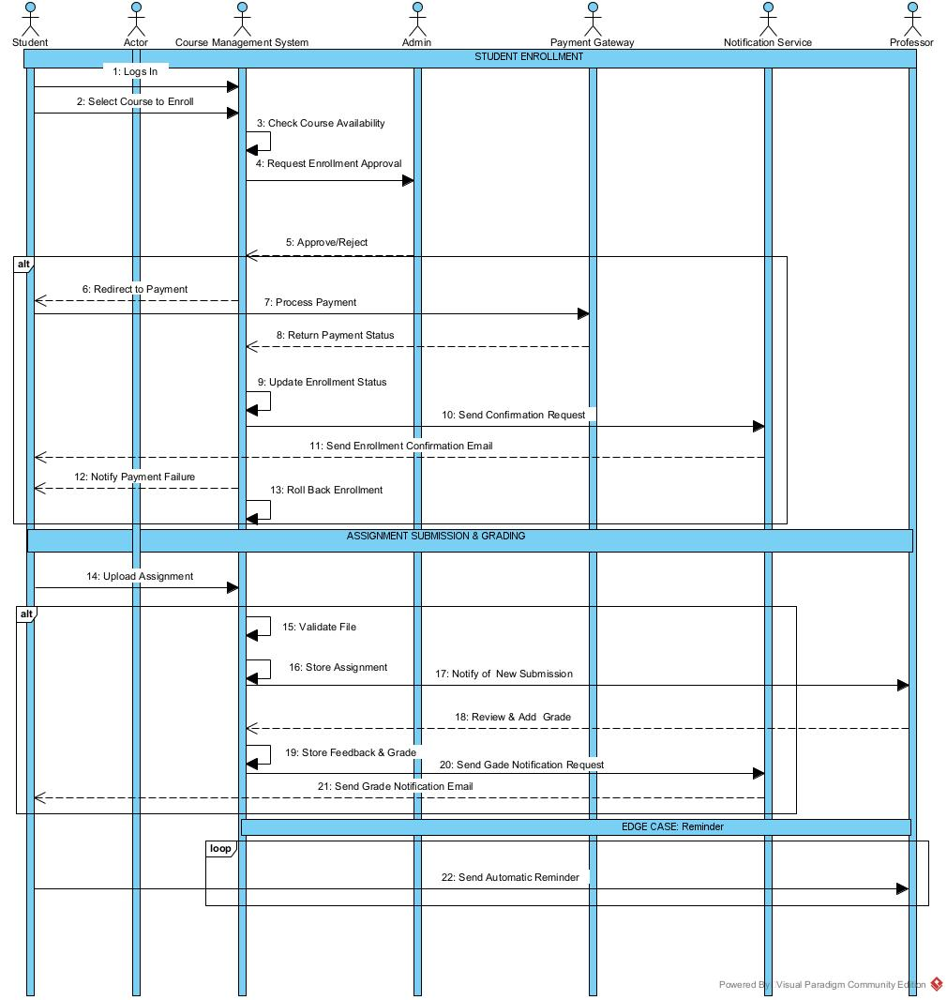 Student
Actor
Course Management System
Admin
Payment Gateway
Notification Service
Professor
STUDENT ENROLLMENT
1: Logs In
2: Select Course to Enroll
3: Check Course Availability
4: Request Enrollment Approval
5: Approve/Reject
alt
6: Redirect to Payment
7: Process Payment
8: Return Payment Status
9: Update Enrollment Status
10: Send Confirmation Request
11: Send Enrollment Confirmation Email
12: Notify Payment Failure
13: Roll Back Enrollment
ASSIGNMENT SUBMISSION & GRADING
14: Upload Assignment
alt
15: Validate File
16: Store Assignment
17: Notify of  New Submission
18: Review & Add  Grade
19: Store Feedback & Grade
20: Send Gade Notification Request
21: Send Grade Notification Email
EDGE CASE: Reminder
loop
22: Send Automatic Reminder
Powered By Visual Paradigm Community Edition